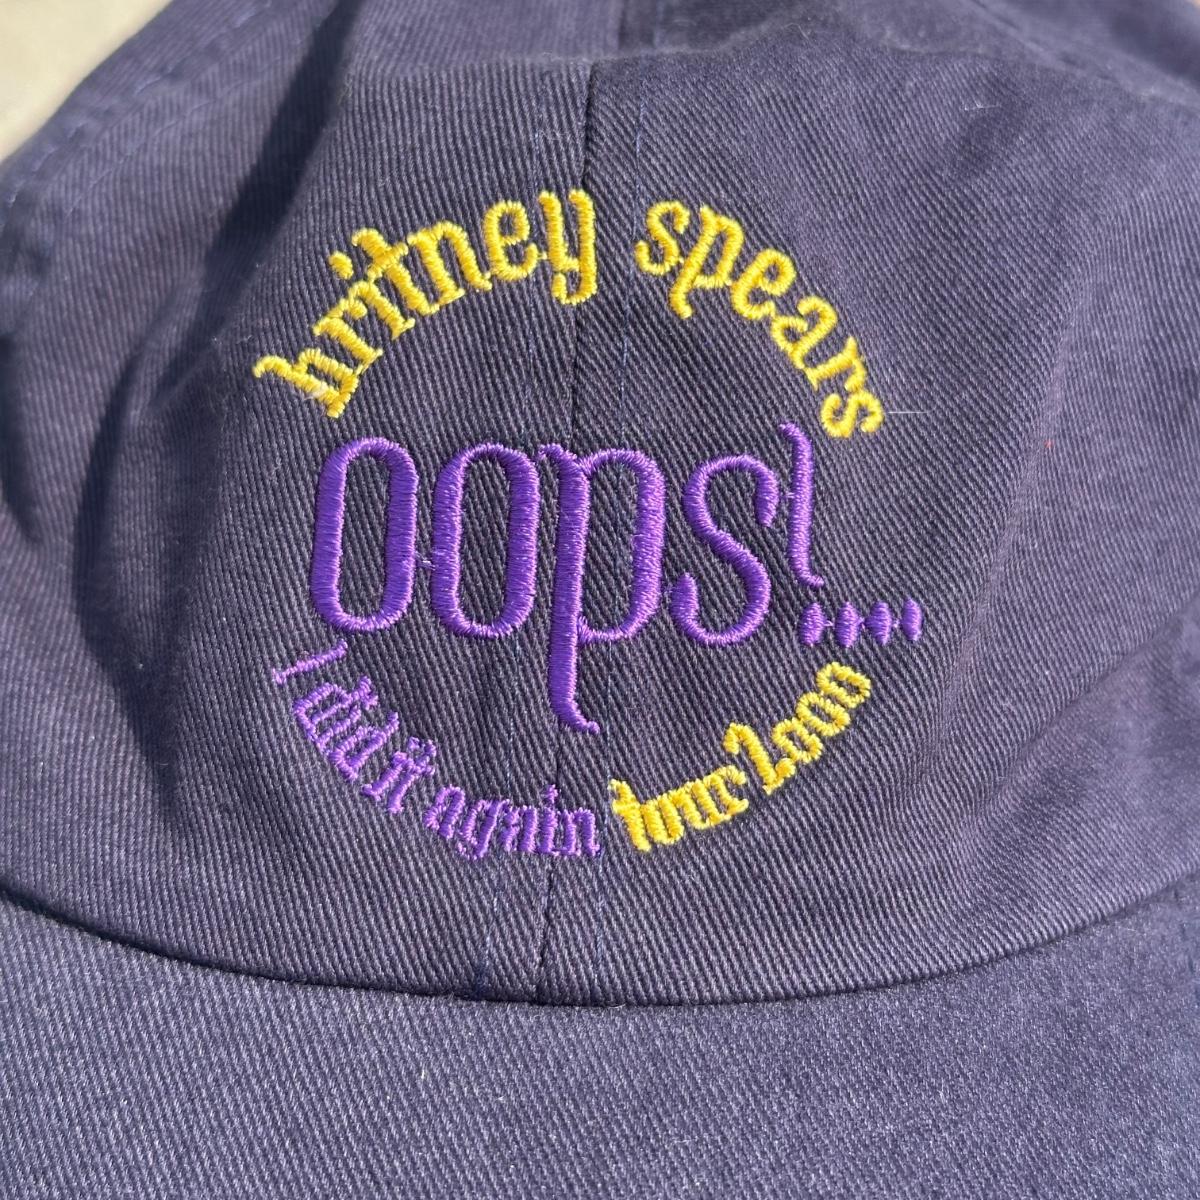 britney spears
oops!....
I did it again tour 2000